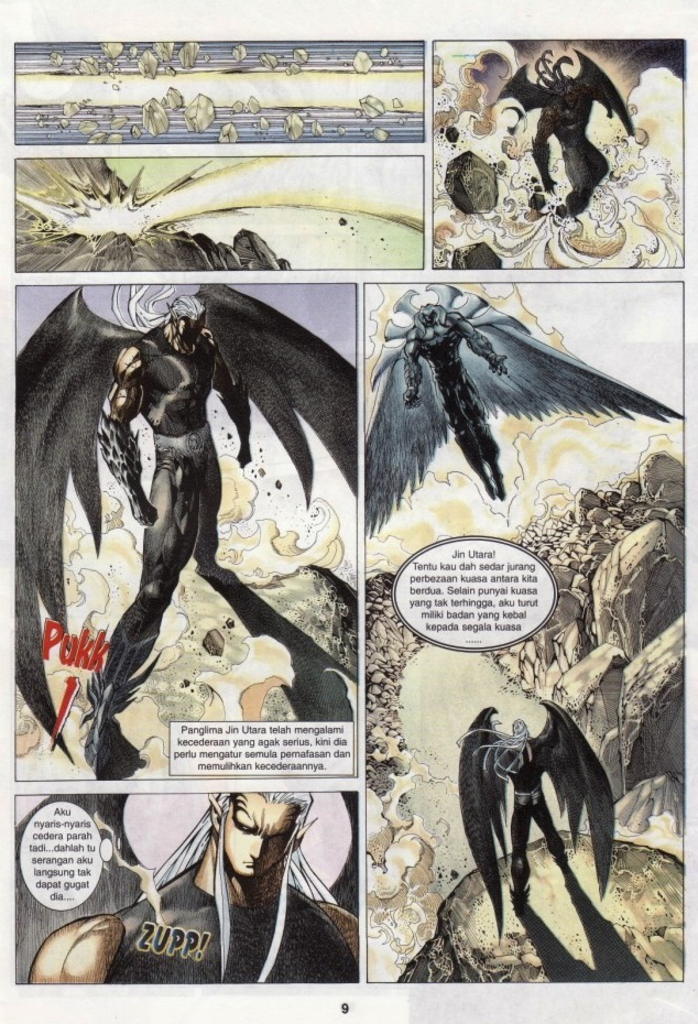 Pukk
!
Panglima Jin Utara telah mengalami
kecederaan yang agak serius, kini dia
perlu mengatur semula pernafasan dan
memulihkan kecederaannya.
Jin Utara!
Tentu kau dah sedar jurang
perbezaan kuasa antara kita
berdua. Selain punyai kuasa
yang tak terhingga, aku turut
miliki badan yang kebal
kepada segala kuasa
......
Aku
nyaris-nyaris
cedera parah
tadi...dahlah tu
serangan aku
langsung tak
dapat gugat
dia....
ZUPP!
9